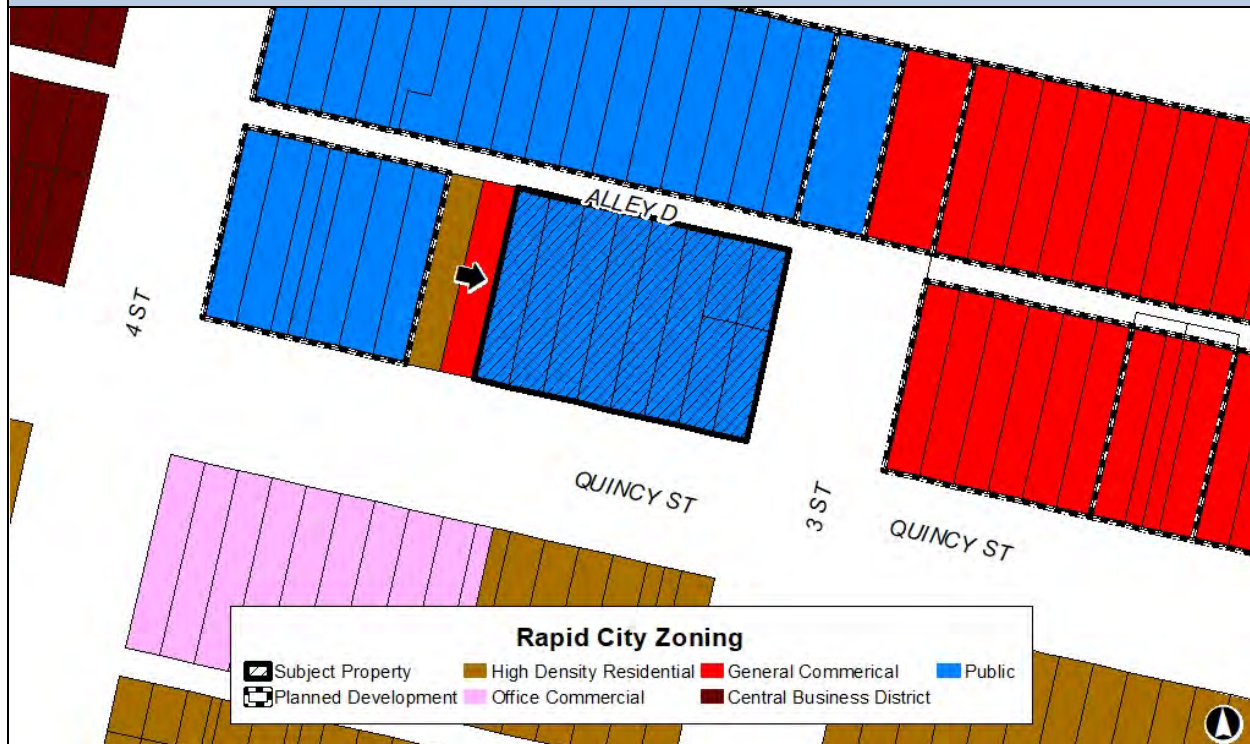 ALLEY D
4 ST
QUINCY ST
3 ST
QUINCY ST
Rapid City Zoning
Subject Property
High Density Residential
General Commerical
Public
Planned Development
Office Commercial
Central Business District